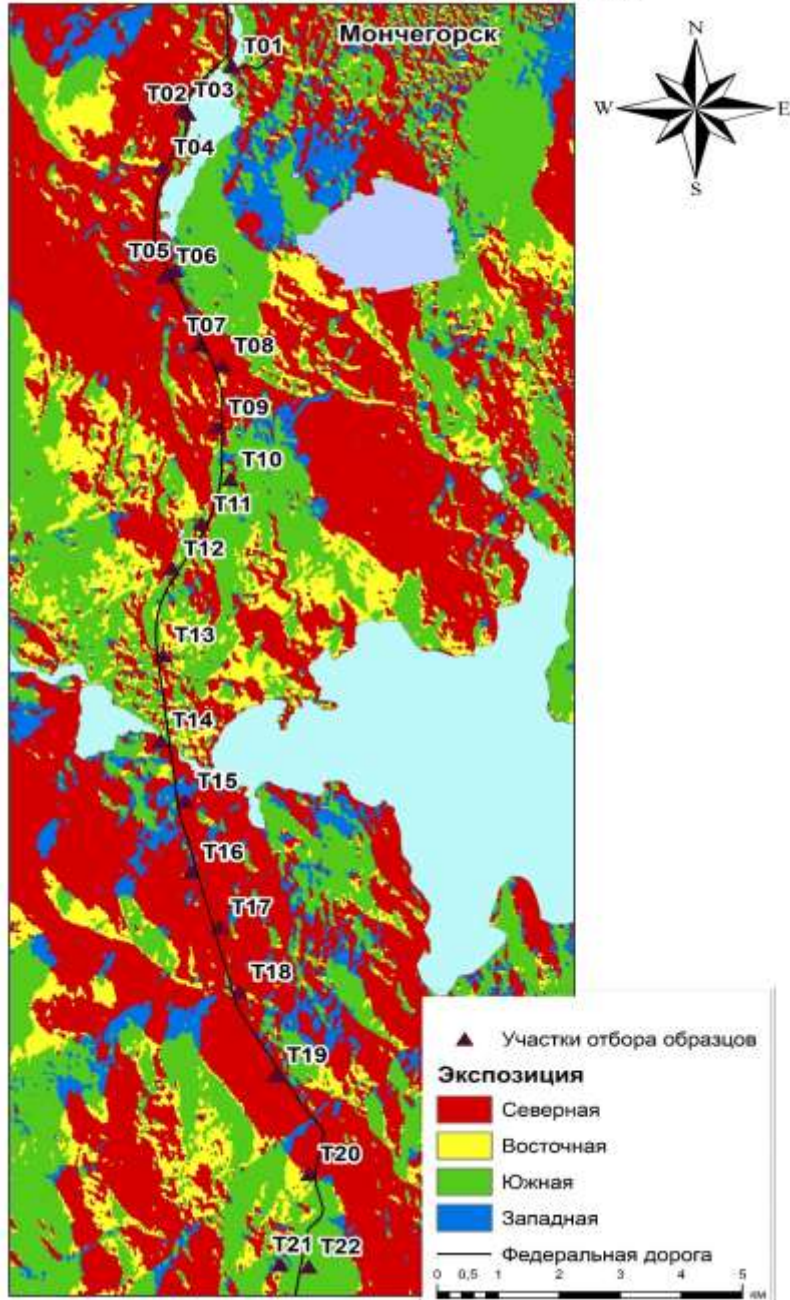 Мончегорск
N
W E
S
T01
T02 T03
T04
T05 T06
T07
T08
T09
T10
T11
T12
T13
T14
T15
T16
T17
T18
T19
T20
T21 T22
Участки отбора образцов
Экспозиция
Северная
Восточная
Южная
Западная
Федеральная дорога
0 0,5 1 2 3 4 5
км